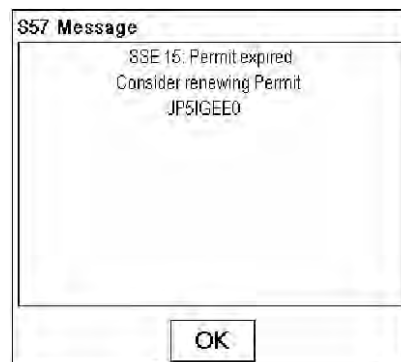 S57 Message
SSE 15: Permit expired
Consider renewing Permit
JP5IGEE0
OK